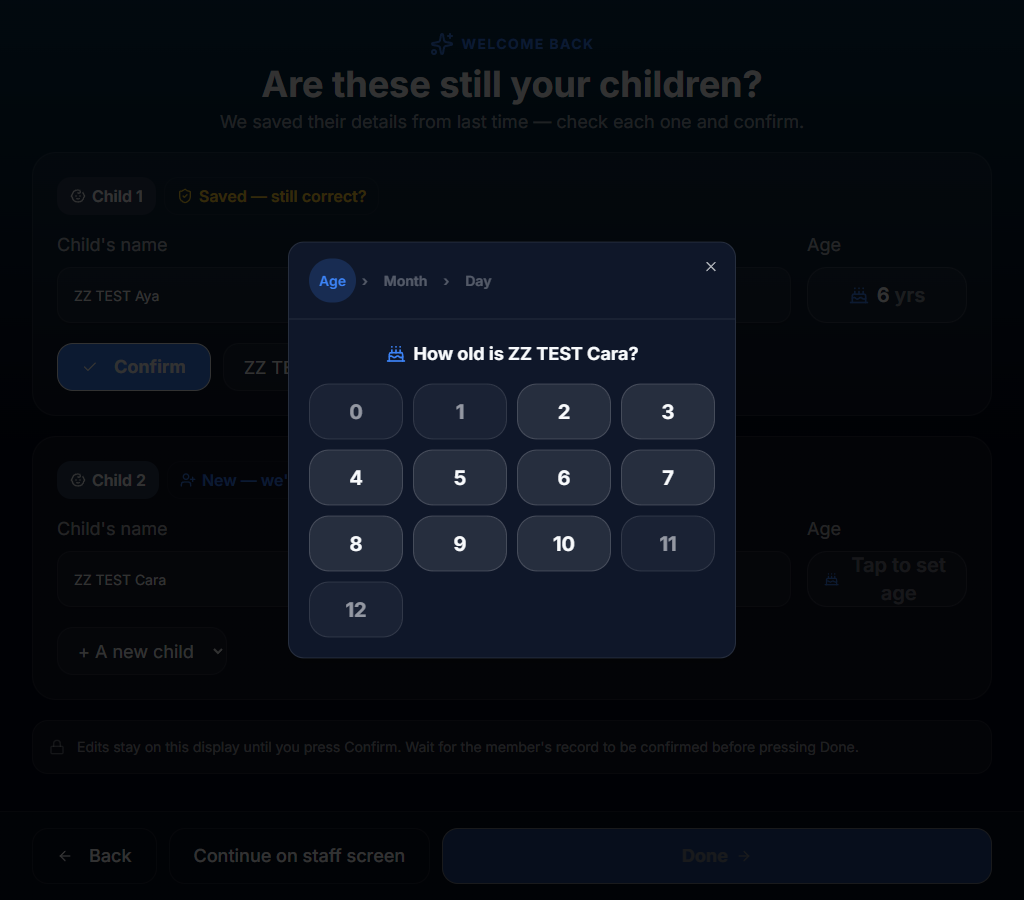 WELCOME BACK
Are these still your children?
We saved their details from last time — check each one and confirm.
Child 1
Saved — still correct?
Child's name
Age
ZZ TEST Aya
6 yrs
Confirm
ZZ TE
Age › Month › Day
How old is ZZ TEST Cara?
0 1 2 3
4 5 6 7
8 9 10 11
12
Child 2
New — we'
Child's name
Age
ZZ TEST Cara
Tap to set
age
+ A new child
Edits stay on this display until you press Confirm. Wait for the member's record to be confirmed before pressing Done.
Back
Continue on staff screen
Done